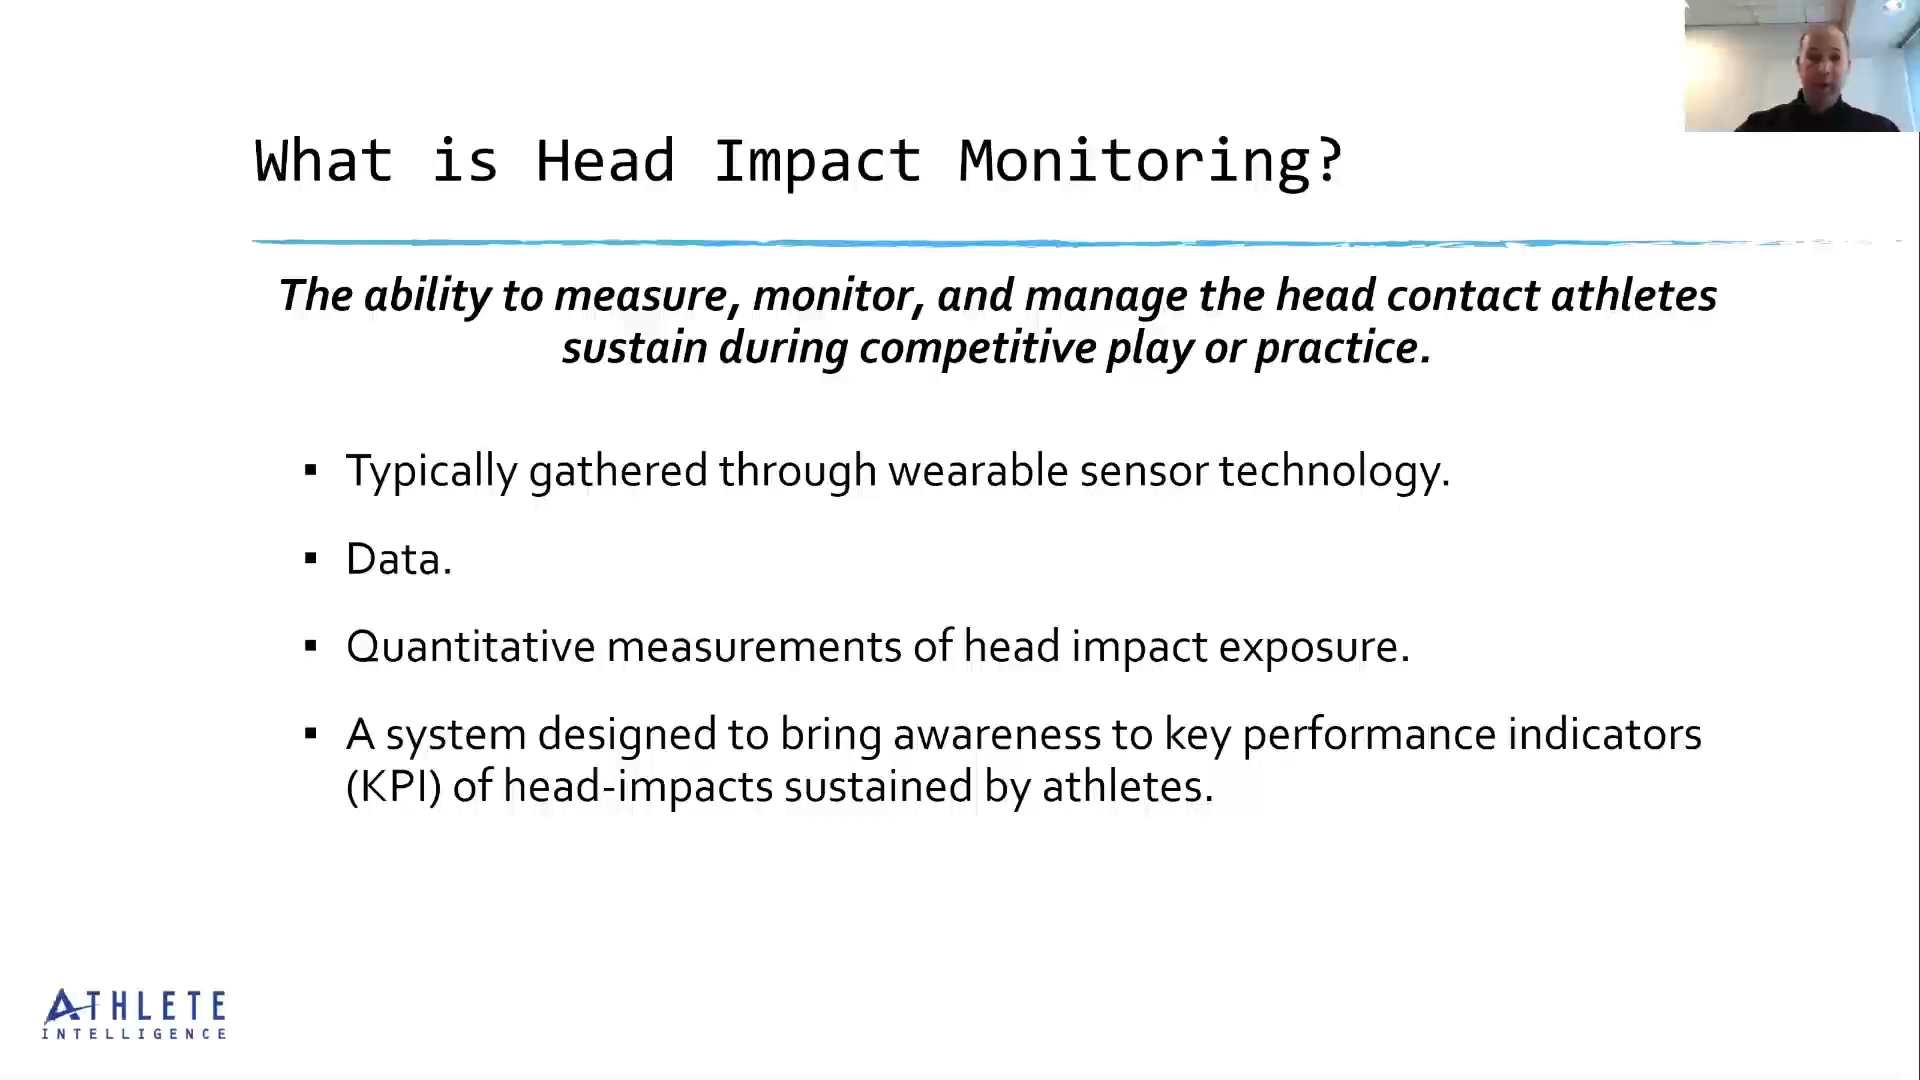 What is Head Impact Monitoring?
The ability to measure, monitor, and manage the head contact athletes
sustain during competitive play or practice.
▪ Typically gathered through wearable sensor technology.
▪ Data.
▪ Quantitative measurements of head impact exposure.
▪ A system designed to bring awareness to key performance indicators
(KPI) of head-impacts sustained by athletes.
ATHLETE
INTELLIGENCE